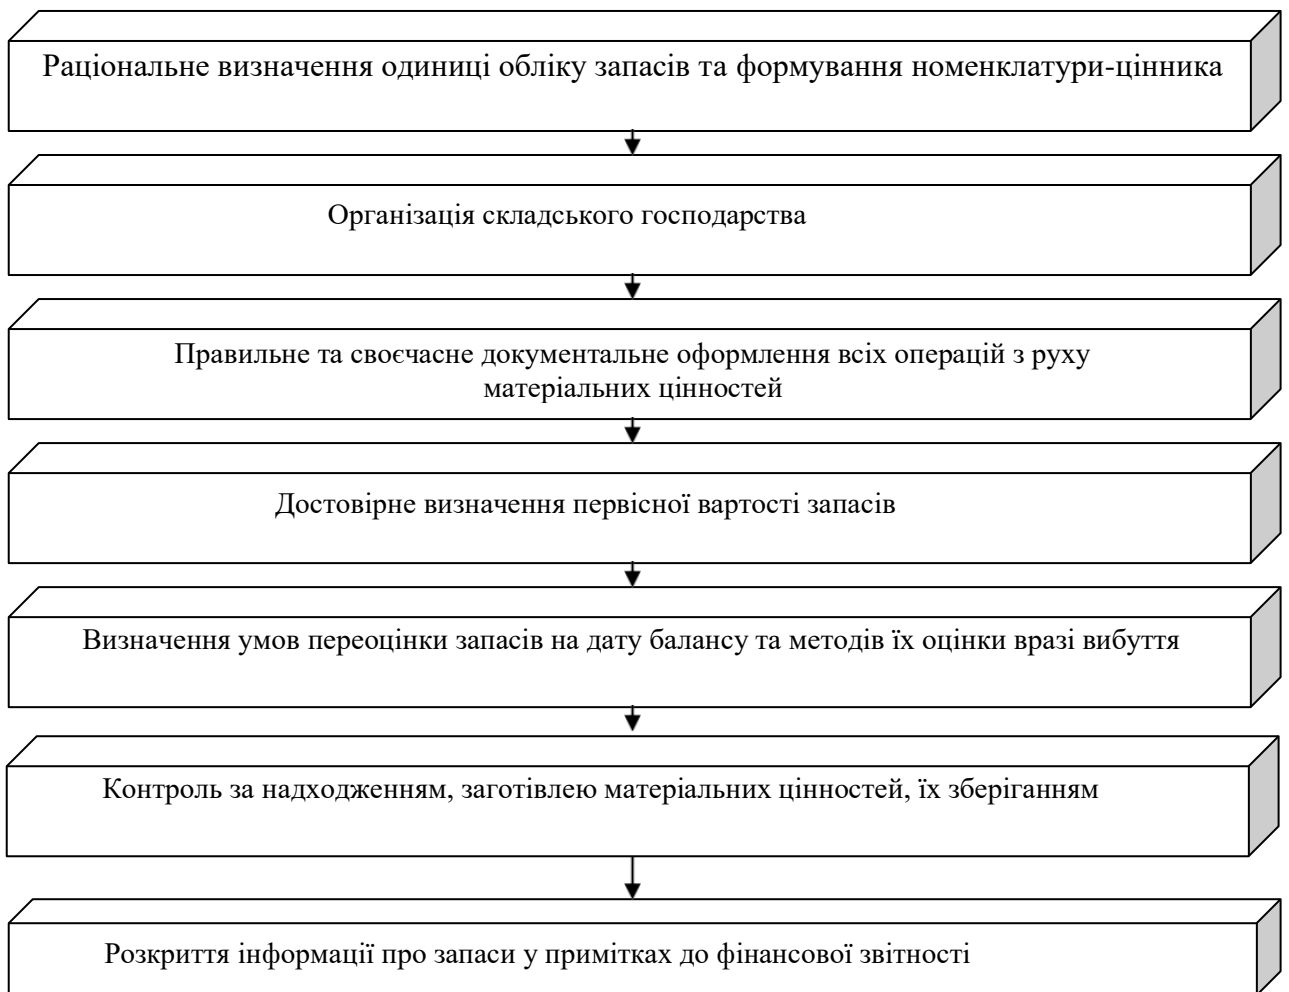 Раціональне визначення одиниці обліку запасів та формування номенклатури-цінника
Організація складського господарства
Правильне та своєчасне документальне оформлення всіх операцій з руху
матеріальних цінностей
Достовірне визначення первісної вартості запасів
Визначення умов переоцінки запасів на дату балансу та методів їх оцінки вразі вибуття
Контроль за надходженням, заготівлею матеріальних цінностей, їх зберіганням
Розкриття інформації про запаси у примітках до фінансової звітності